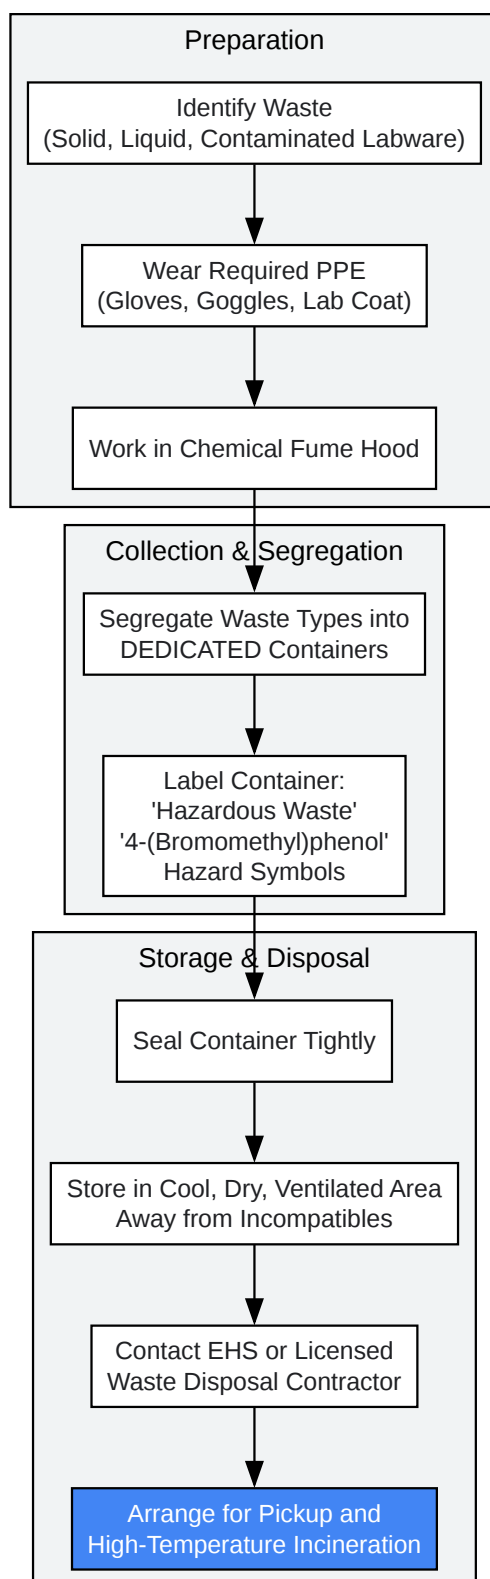 Preparation
Identify Waste
(Solid, Liquid, Contaminated Labware)
Wear Required PPE
(Gloves, Goggles, Lab Coat)
Work in Chemical Fume Hood
Collection & Segregation
Segregate Waste Types into
DEDICATED Containers
Label Container:
'Hazardous Waste'
'4-(Bromomethyl)phenol'
Hazard Symbols
Storage & Disposal
Seal Container Tightly
Store in Cool, Dry, Ventilated Area
Away from Incompatibles
Contact EHS or Licensed
Waste Disposal Contractor
Arrange for Pickup and
High-Temperature Incineration